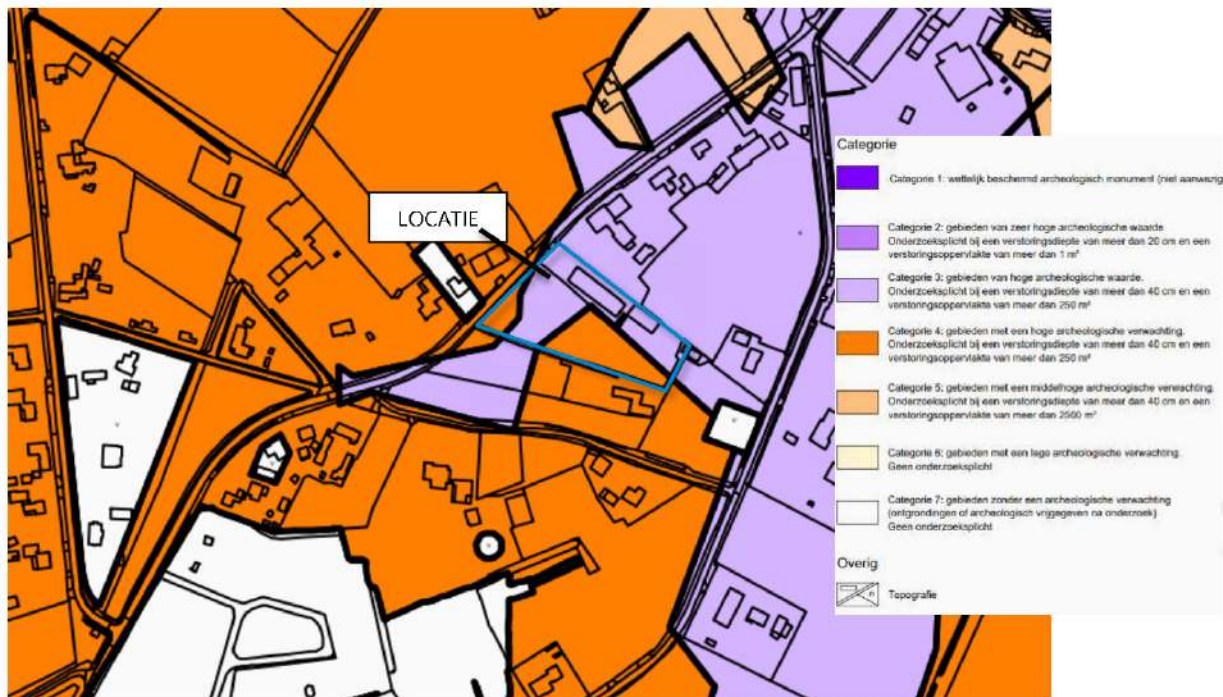 LOCATIE
Categorie
Categorie 1: wettelijk beschermd archeologisch monument (niet aanwezig
Categorie 2: gebieden van zeer hoge archeologische waarde
Onderzoeksplicht bij een verstoringsdiepte van meer dan 20 cm en een
verstoringsoppervlakte van meer dan 1 m²
Categorie 3: gebieden van hoge archeologische waarde.
Onderzoeksplicht bij een verstoringsdiepte van meer dan 40 cm en een
verstoringsoppervlakte van meer dan 250 m²
Categorie 4: gebieden met een hoge archeologische verwachting.
Onderzoeksplicht bij een verstoringsdiepte van meer dan 40 cm en een
verstoringsoppervlakte van meer dan 250 m²
Categorie 5: gebieden met een middelhoge archeologische verwachting.
Onderzoeksplicht bij een verstoringsdiepte van meer dan 40 cm en een
verstoringsoppervlakte van meer dan 2500 m²
Categorie 6: gebieden met een lage archeologische verwachting.
Geen onderzoeksplicht
Categorie 7: gebieden zonder een archeologische verwachting
(ontgrondingen of archeologisch vrijgegeven na onderzoek)
Geen onderzoeksplicht
Overig
Topografie